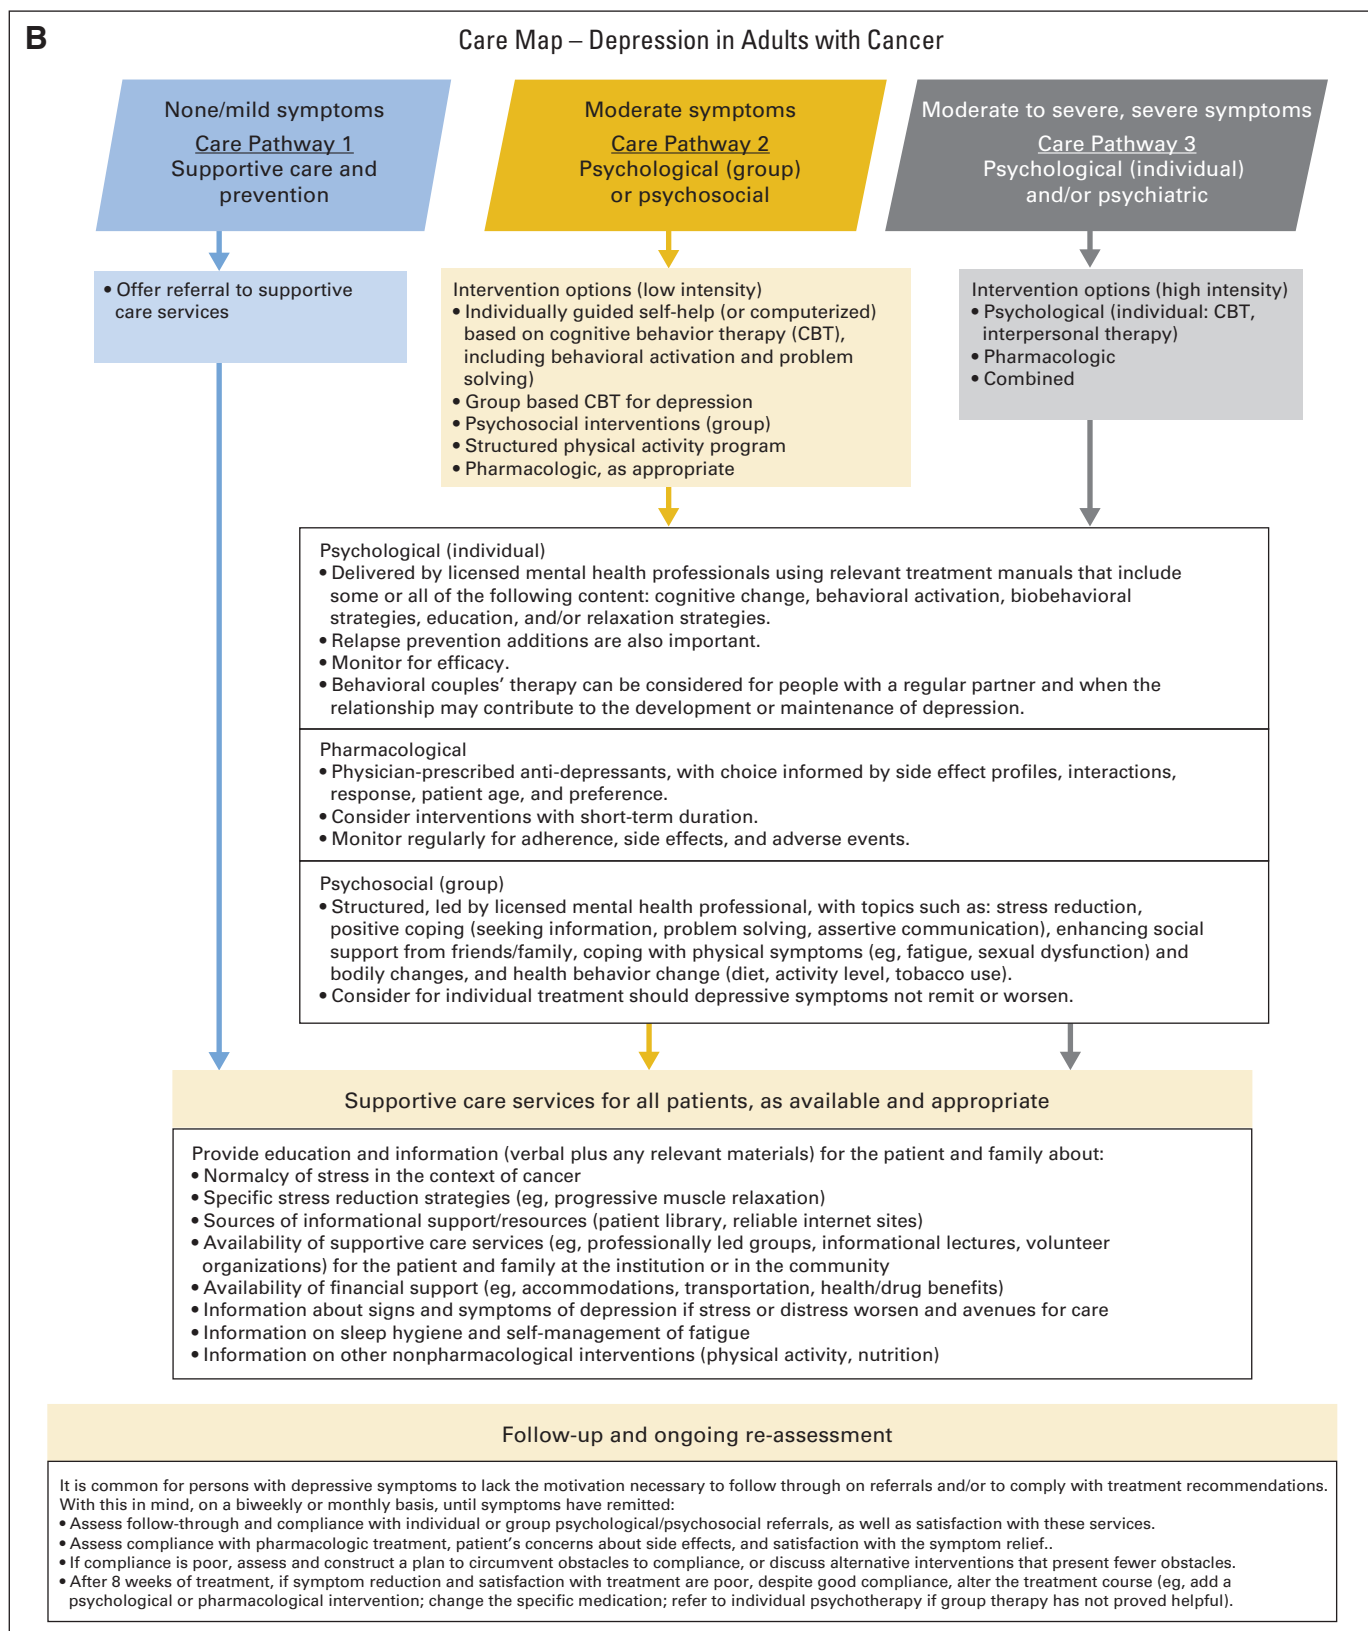 B
Care Map – Depression in Adults with Cancer
None/mild symptoms
Care Pathway 1
Supportive care and
prevention
Moderate symptoms
Care Pathway 2
Psychological (group)
or psychosocial
Moderate to severe, severe symptoms
Care Pathway 3
Psychological (individual)
and/or psychiatric
• Offer referral to supportive
care services
Intervention options (low intensity)
• Individually guided self-help (or computerized)
based on cognitive behavior therapy (CBT),
including behavioral activation and problem
solving)
• Group based CBT for depression
• Psychosocial interventions (group)
• Structured physical activity program
• Pharmacologic, as appropriate
Intervention options (high intensity)
• Psychological (individual: CBT,
interpersonal therapy)
• Pharmacologic
• Combined
Psychological (individual)
• Delivered by licensed mental health professionals using relevant treatment manuals that include
some or all of the following content: cognitive change, behavioral activation, biobehavioral
strategies, education, and/or relaxation strategies.
• Relapse prevention additions are also important.
• Monitor for efficacy.
• Behavioral couples’ therapy can be considered for people with a regular partner and when the
relationship may contribute to the development or maintenance of depression.
Pharmacological
• Physician-prescribed anti-depressants, with choice informed by side effect profiles, interactions,
response, patient age, and preference.
• Consider interventions with short-term duration.
• Monitor regularly for adherence, side effects, and adverse events.
Psychosocial (group)
• Structured, led by licensed mental health professional, with topics such as: stress reduction,
positive coping (seeking information, problem solving, assertive communication), enhancing social
support from friends/family, coping with physical symptoms (eg, fatigue, sexual dysfunction) and
bodily changes, and health behavior change (diet, activity level, tobacco use).
• Consider for individual treatment should depressive symptoms not remit or worsen.
Supportive care services for all patients, as available and appropriate
Provide education and information (verbal plus any relevant materials) for the patient and family about:
• Normalcy of stress in the context of cancer
• Specific stress reduction strategies (eg, progressive muscle relaxation)
• Sources of informational support/resources (patient library, reliable internet sites)
• Availability of supportive care services (eg, professionally led groups, informational lectures, volunteer
organizations) for the patient and family at the institution or in the community
• Availability of financial support (eg, accommodations, transportation, health/drug benefits)
• Information about signs and symptoms of depression if stress or distress worsen and avenues for care
• Information on sleep hygiene and self-management of fatigue
• Information on other nonpharmacological interventions (physical activity, nutrition)
Follow-up and ongoing re-assessment
It is common for persons with depressive symptoms to lack the motivation necessary to follow through on referrals and/or to comply with treatment recommendations.
With this in mind, on a biweekly or monthly basis, until symptoms have remitted:
• Assess follow-through and compliance with individual or group psychological/psychosocial referrals, as well as satisfaction with these services.
• Assess compliance with pharmacologic treatment, patient’s concerns about side effects, and satisfaction with the symptom relief..
• If compliance is poor, assess and construct a plan to circumvent obstacles to compliance, or discuss alternative interventions that present fewer obstacles.
• After 8 weeks of treatment, if symptom reduction and satisfaction with treatment are poor, despite good compliance, alter the treatment course (eg, add a
psychological or pharmacological intervention; change the specific medication; refer to individual psychotherapy if group therapy has not proved helpful).